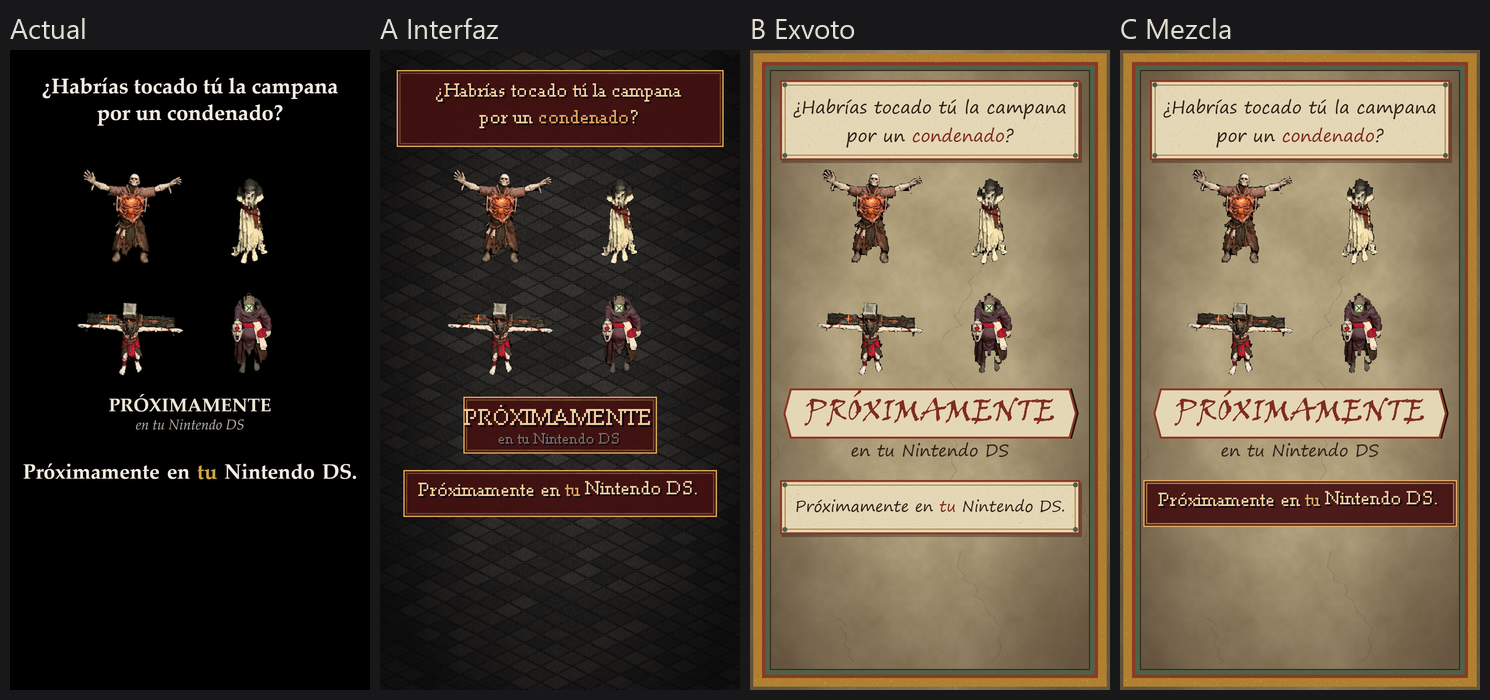 Actual
¿Habrías tocado tú la campana
por un condenado?
PRÓXIMAMENTE
en tu Nintendo DS
Próximamente en tu Nintendo DS.
A Interfaz
¿Habrías tocado tú la campana
por un condenado?
PRÓXIMAMENTE
en tu Nintendo DS
Próximamente en tu Nintendo DS.
B Exvoto
¿Habrías tocado tú la campana
por un condenado?
PRÓXIMAMENTE
en tu Nintendo DS
Próximamente en tu Nintendo DS.
C Mezcla
¿Habrías tocado tú la campana
por un condenado?
PRÓXIMAMENTE
en tu Nintendo DS
Próximamente en tu Nintendo DS.